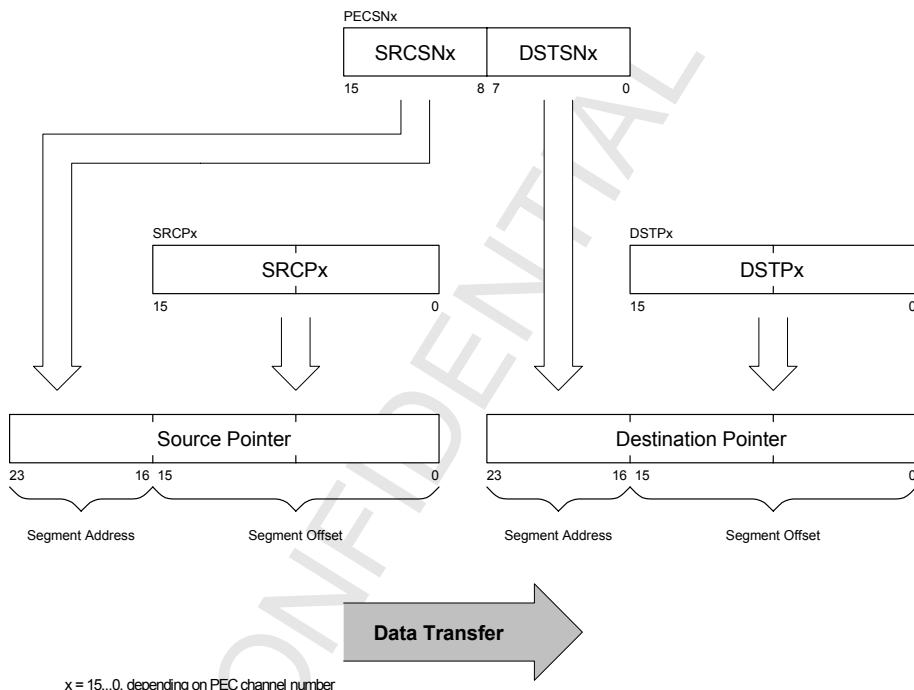 PECSNx
SRCSNx DSTSNx
15 8 7 0
SRCPx DSTPx
SRCPx DSTPx
15 0 15 0
Source Pointer Destination Pointer
23 16 15 0 23 16 15 0
Segment Address Segment Offset Segment Address Segment Offset
Data Transfer
x = 15...0, depending on PEC channel number
CONFIDENTIAL